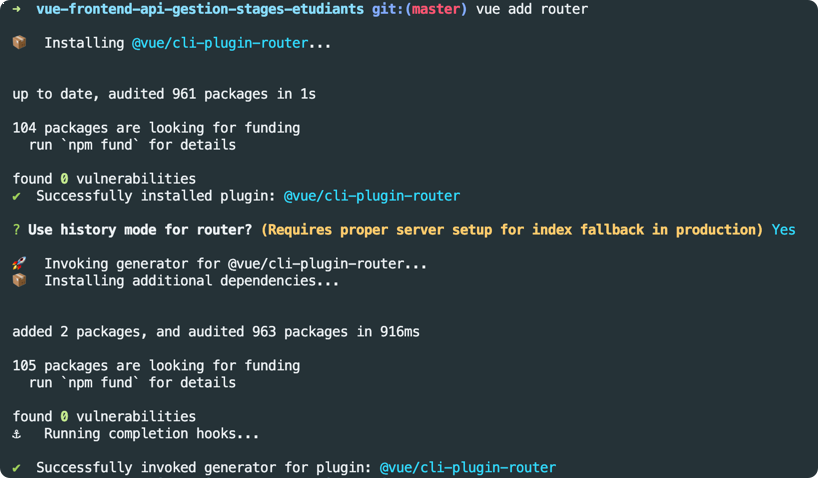 ➜  vue-frontend-api-gestion-stages-etudiants git:(master) vue add router
📦  Installing @vue/cli-plugin-router...
up to date, audited 961 packages in 1s
104 packages are looking for funding
  run `npm fund` for details
found 0 vulnerabilities
✔  Successfully installed plugin: @vue/cli-plugin-router
? Use history mode for router? (Requires proper server setup for index fallback in production) Yes
🚀  Invoking generator for @vue/cli-plugin-router...
📦  Installing additional dependencies...
added 2 packages, and audited 963 packages in 916ms
105 packages are looking for funding
  run `npm fund` for details
found 0 vulnerabilities
⚓  Running completion hooks...
✔  Successfully invoked generator for plugin: @vue/cli-plugin-router